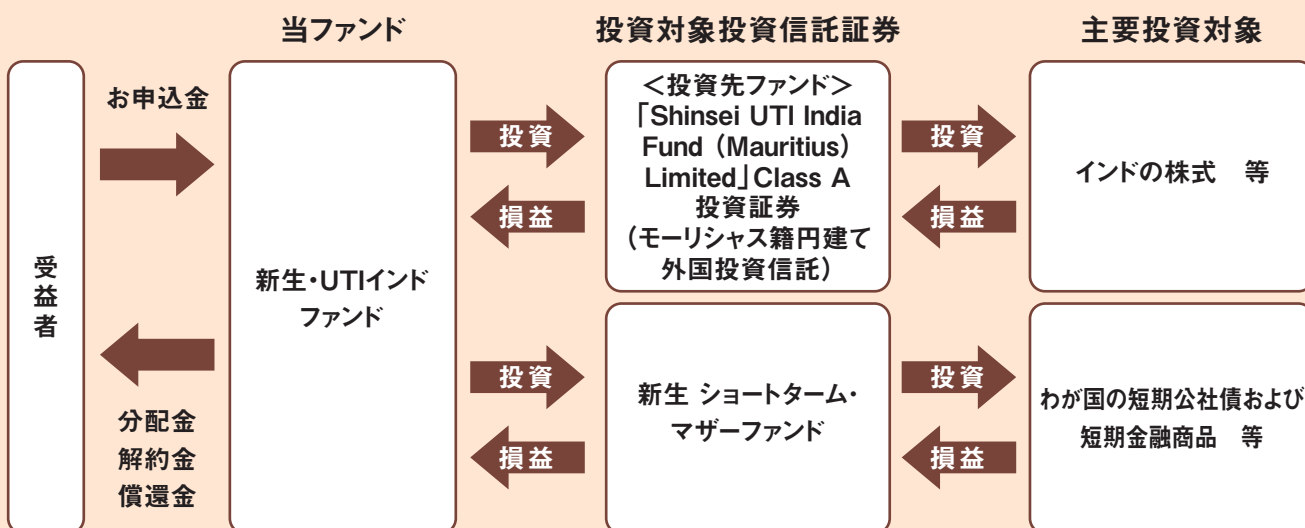 当ファンド
投資対象投資信託証券
主要投資対象
受益者
お申込金
分配金
解約金
償還金
新生・UTIインド
ファンド
投資
損益
<投資先ファンド>
「Shinsei UTI India
Fund (Mauritius)
Limited」Class A
投資証券
(モーリシャス籍円建て
外国投資信託)
投資
損益
インドの株式　等
投資
損益
新生 ショートターム・
マザーファンド
投資
損益
わが国の短期公社債および
短期金融商品　等